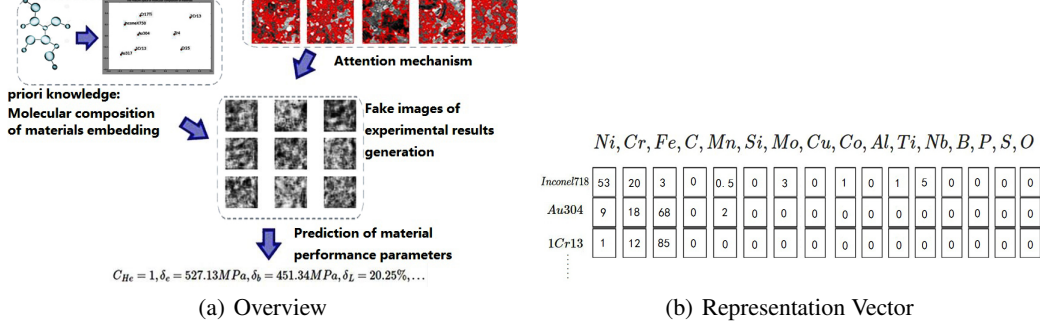 Attention mechanism
priori knowledge:
Molecular composition
of materials embedding
Fake images of
experimental results
generation
Prediction of material
performance parameters
C_{He} = 1, δ_e = 527.13MPa, δ_b = 451.34MPa, δ_L = 20.25%, ...
(a) Overview
Ni, Cr, Fe, C, Mn, Si, Mo, Cu, Co, Al, Ti, Nb, B, P, S, O
Inconel718 53 20 3 0 0.5 0 3 0 1 0 1 5 0 0 0 0
Au304 9 18 68 0 2 0 0 0 0 0 0 0 0 0 0 0
1Cr13 1 12 85 0 0 0 0 0 0 0 0 0 0 0 0 0
(b) Representation Vector